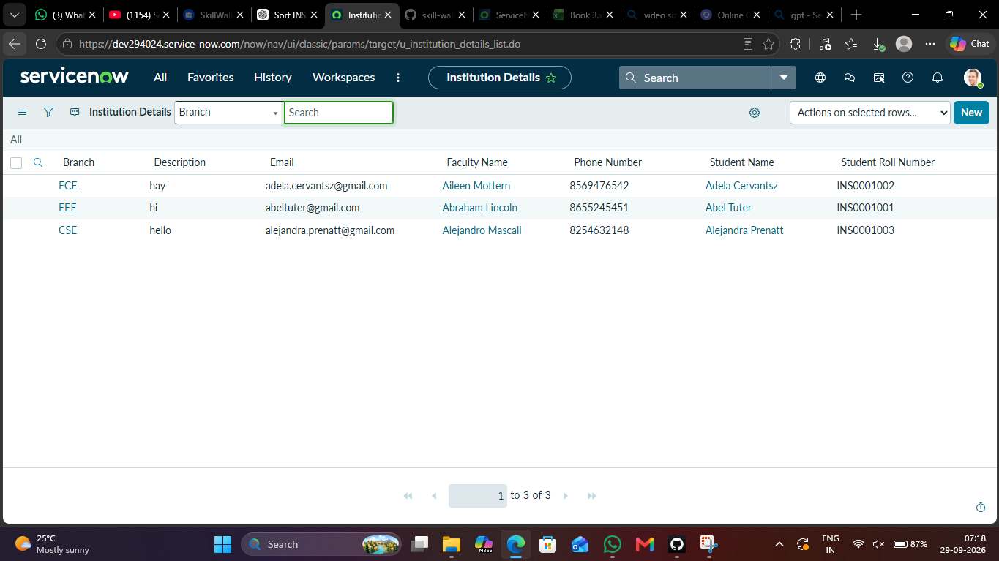 (3) What
(1154) S
SkillWall
Sort INS
Institutio
skill-wal
ServiceN
Book 3.
video siz
Online
gpt - Se
https://dev294024.service-now.com/now/nav/ui/classic/params/target/u_institution_details_list.do
Chat
servicenow All Favorites History Workspaces Institution Details Search
Institution Details Branch Search Actions on selected rows... New
All
Branch Description Email Faculty Name Phone Number Student Name Student Roll Number
ECE hay adela.cervantsz@gmail.com Aileen Mottern 8569476542 Adela Cervantsz INS0001002
EEE hi abeltuter@gmail.com Abraham Lincoln 8655245451 Abel Tuter INS0001001
CSE hello alejandra.prenatt@gmail.com Alejandro Mascall 8254632148 Alejandra Prenatt INS0001003
1 to 3 of 3
25°C
Mostly sunny
Search
M365
ENG
IN
87%
07:18
29-09-2026